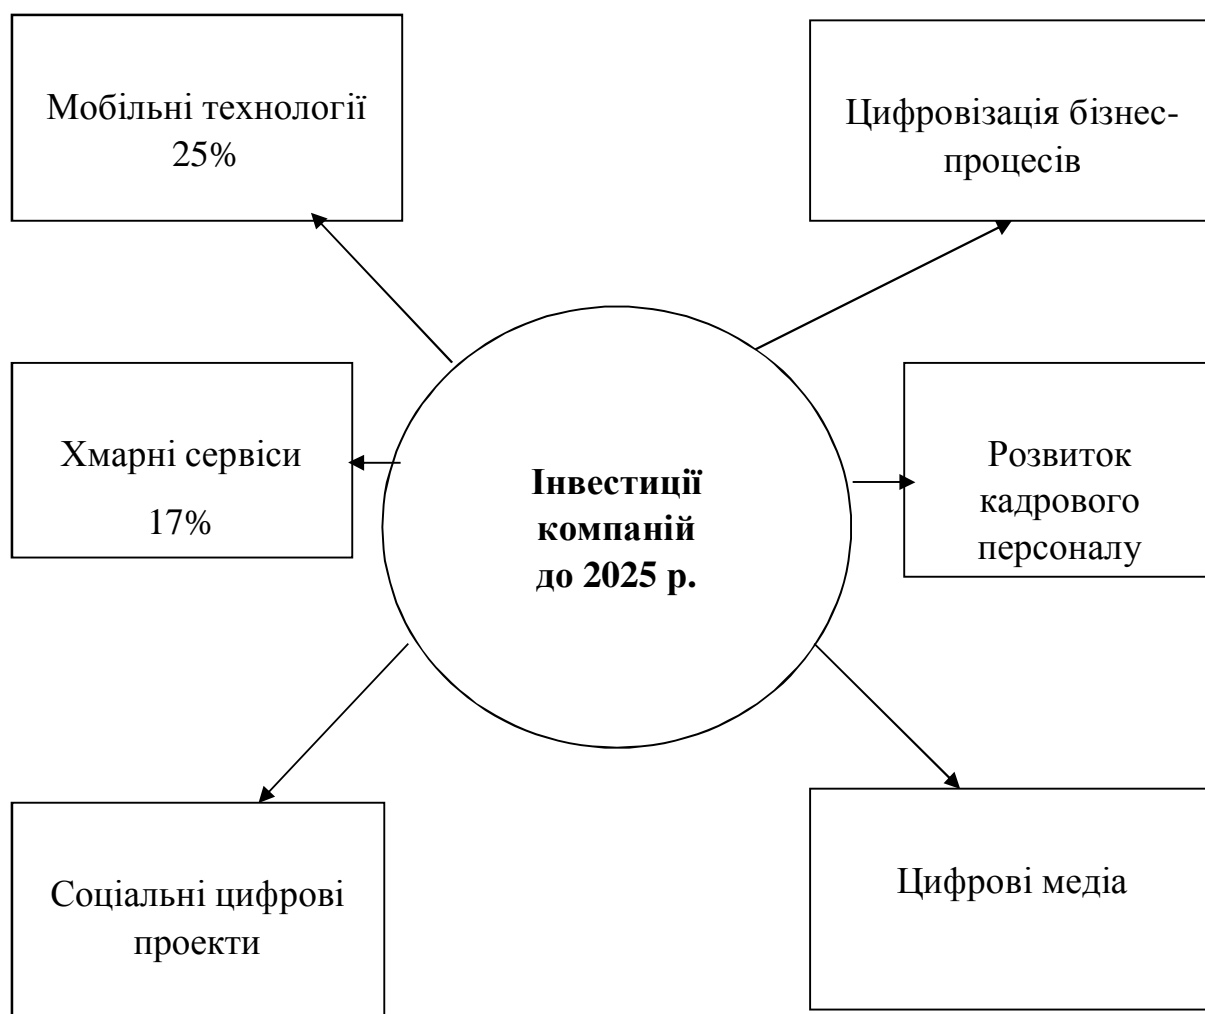 Мобільні технології
25%
Цифровізація бізнес-
процесів
Хмарні сервіси
17%
Інвестиції
компаній
до 2025 р.
Розвиток
кадрового
персоналу
Соціальні цифрові
проекти
Цифрові медіа